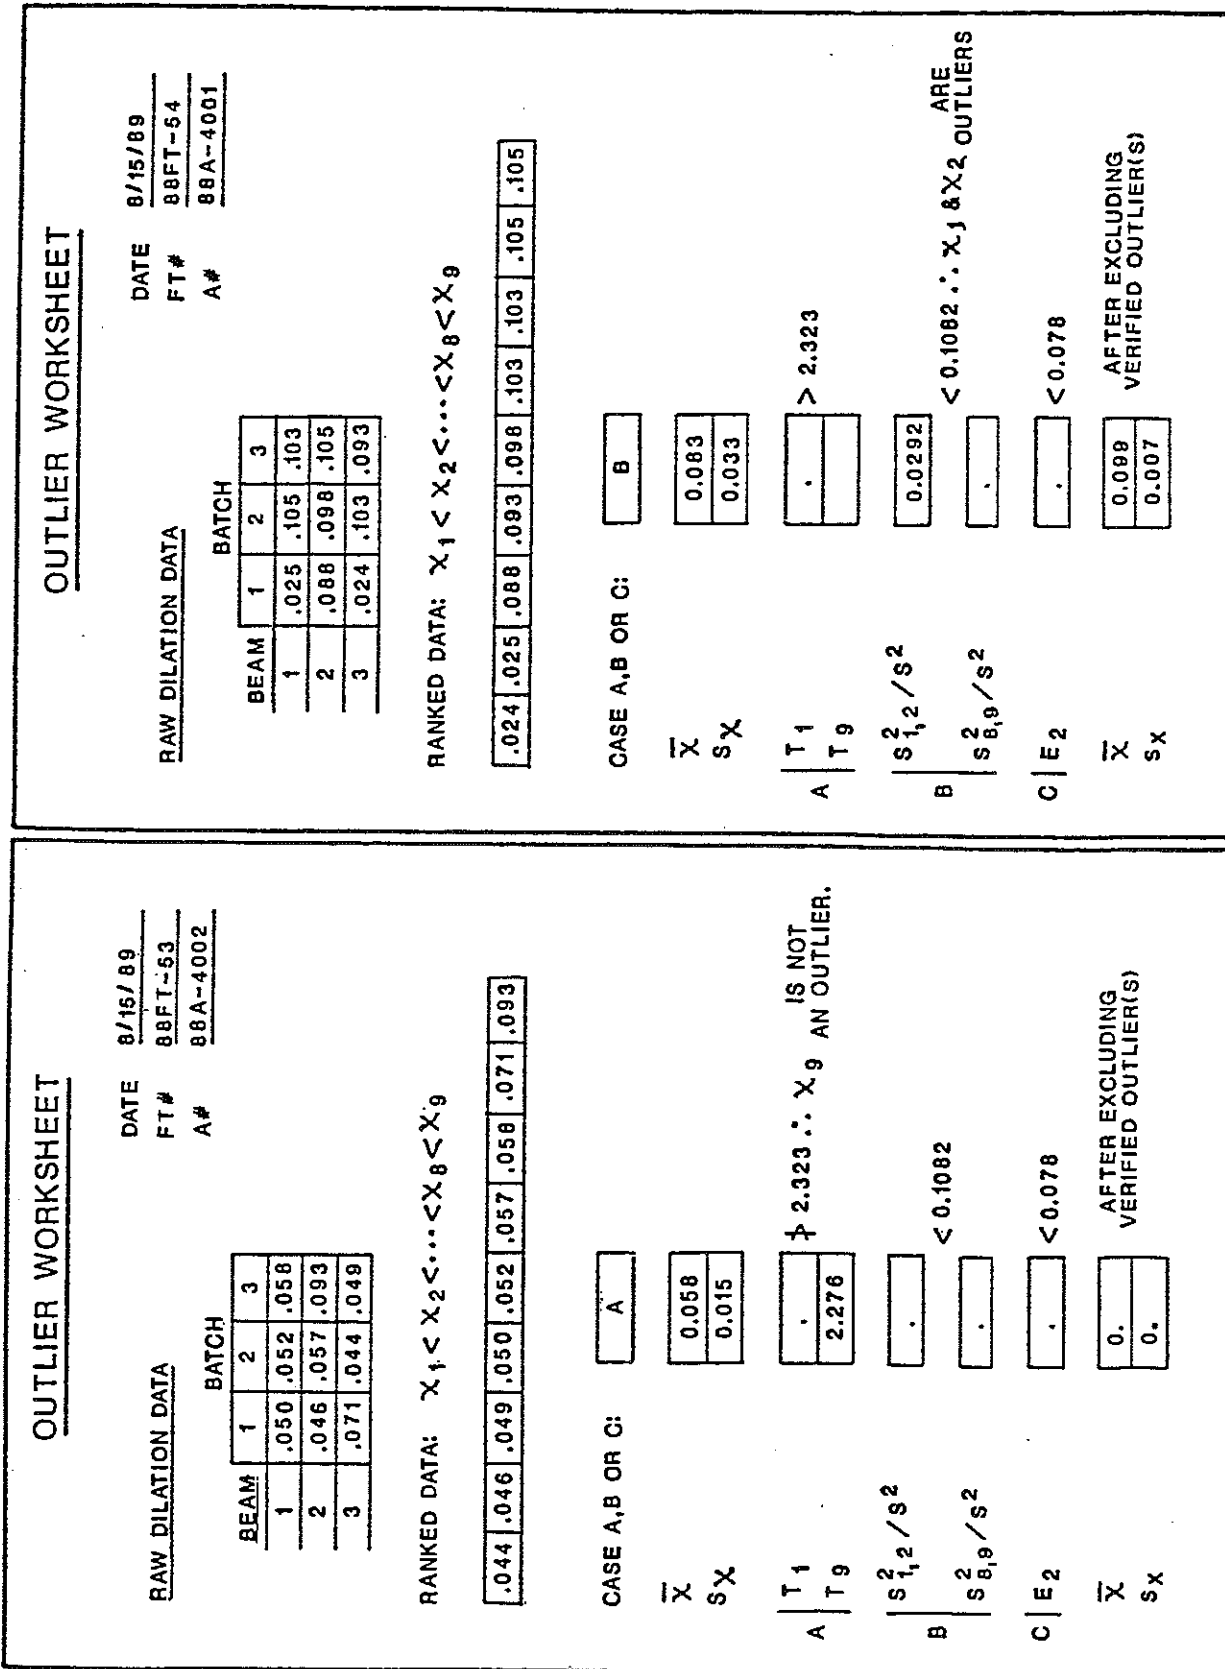 OUTLIER WORKSHEET
DATE 8/15/89
FT# 88FT-53
A# 88A-4002
RAW DILATION DATA
BATCH
BEAM 1 2 3
1 .050 .052 .058
2 .046 .057 .093
3 .071 .044 .049
RANKED DATA: X1 < X2 <...< X8 < X9
.044 .046 .049 .050 .052 .057 .058 .071 .093
CASE A,B OR C: A
X̄ 0.058
SX 0.015
A T1 .
T9 2.276 ≯ 2.323 ∴ X9 IS NOT AN OUTLIER.
B S²1,2 / S² .
S²8,9 / S² . < 0.1082
C E2 . < 0.078
X̄ 0.
SX 0.
AFTER EXCLUDING
VERIFIED OUTLIER(S)
OUTLIER WORKSHEET
DATE 8/15/89
FT# 88FT-54
A# 88A-4001
RAW DILATION DATA
BATCH
BEAM 1 2 3
1 .025 .105 .103
2 .088 .098 .105
3 .024 .103 .093
RANKED DATA: X1 < X2 <...< X8 < X9
.024 .025 .088 .093 .098 .103 .103 .105 .105
CASE A,B OR C: B
X̄ 0.083
SX 0.033
A T1 .
T9 > 2.323
B S²1,2 / S² 0.0292
S²8,9 / S² . < 0.1082 ∴ X1 & X2 ARE OUTLIERS
C E2 . < 0.078
X̄ 0.099
SX 0.007
AFTER EXCLUDING
VERIFIED OUTLIER(S)